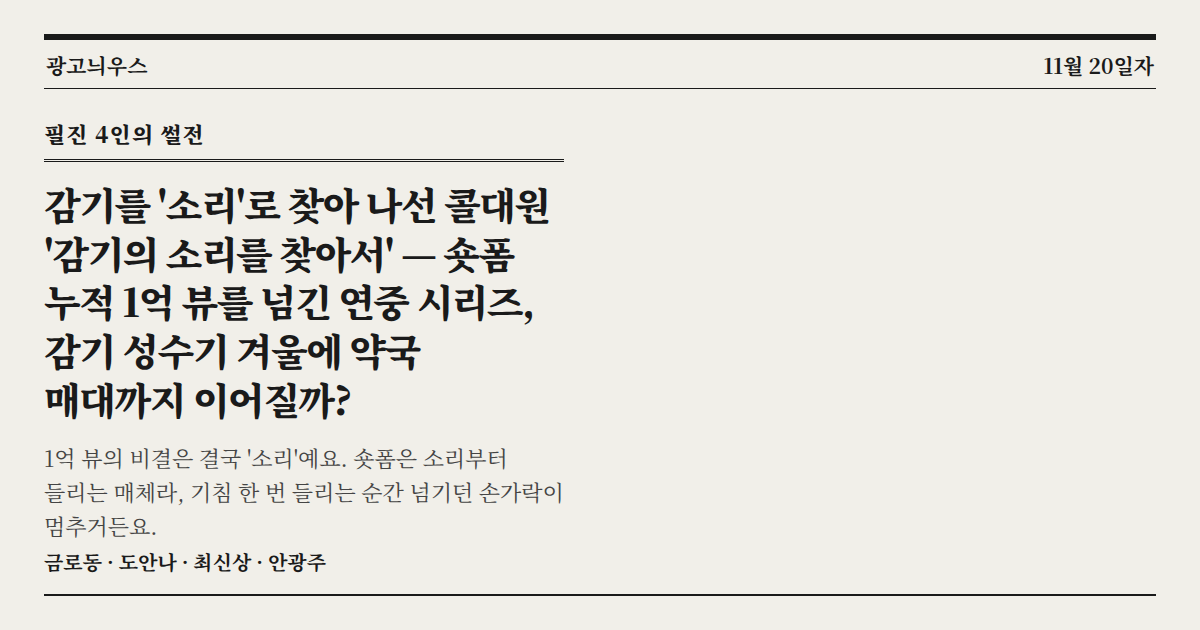 광고늬우스
11월 20일자
필진 4인의 썰전
감기를 '소리'로 찾아 나선 콜대원
'감기의 소리를 찾아서' — 숏폼
누적 1억 뷰를 넘긴 연중 시리즈,
감기 성수기 겨울에 약국
매대까지 이어질까?
1억 뷰의 비결은 결국 '소리'예요. 숏폼은 소리부터
들리는 매체라, 기침 한 번 들리는 순간 넘기던 손가락이
멈추거든요.
금로동 · 도안나 · 최신상 · 안광주